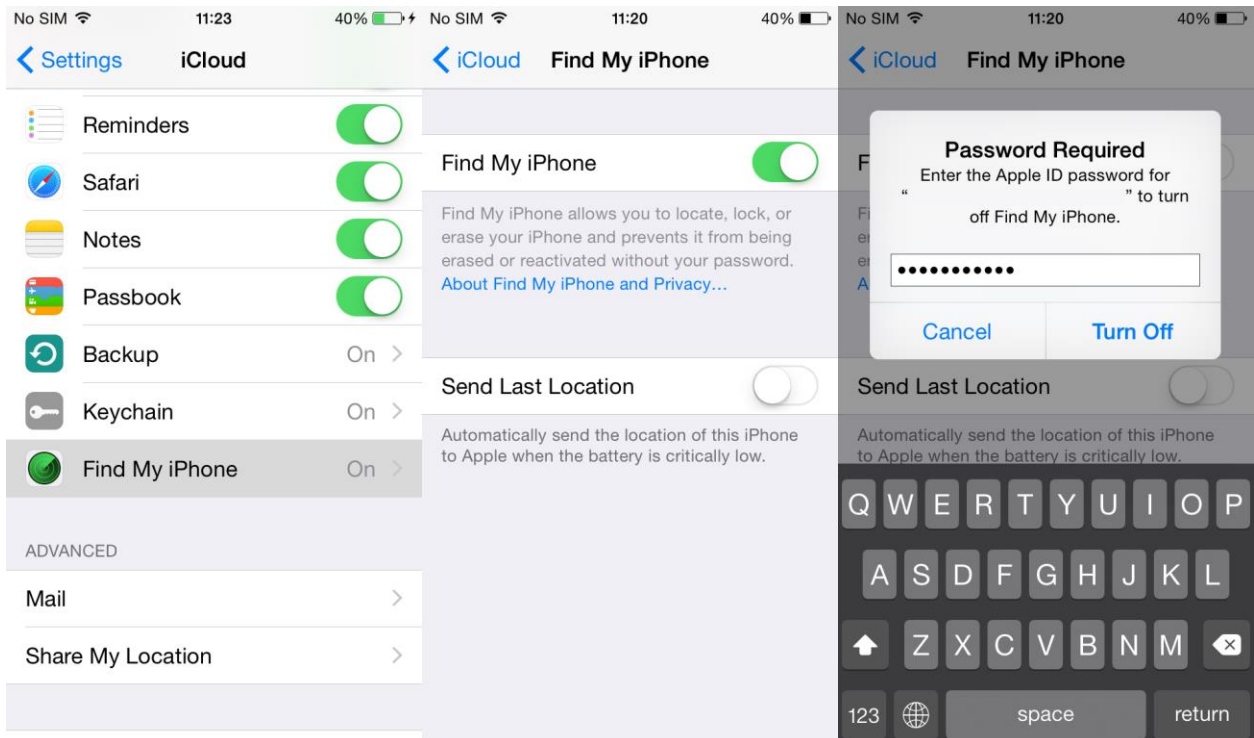 No SIM 11:23 40%
Settings iCloud
Reminders
Safari
Notes
Passbook
Backup On
Keychain On
Find My iPhone On
ADVANCED
Mail
Share My Location
No SIM 11:20 40%
iCloud Find My iPhone
Find My iPhone
Find My iPhone allows you to locate, lock, or
erase your iPhone and prevents it from being
erased or reactivated without your password.
About Find My iPhone and Privacy…
Send Last Location
Automatically send the location of this iPhone
to Apple when the battery is critically low.
No SIM 11:20 40%
iCloud Find My iPhone
Password Required
Enter the Apple ID password for
“ ” to turn
off Find My iPhone.
•••••••••••
Cancel Turn Off
Send Last Location
Automatically send the location of this iPhone
to Apple when the battery is critically low.
Q W E R T Y U I O P
A S D F G H J K L
Z X C V B N M
123 space return